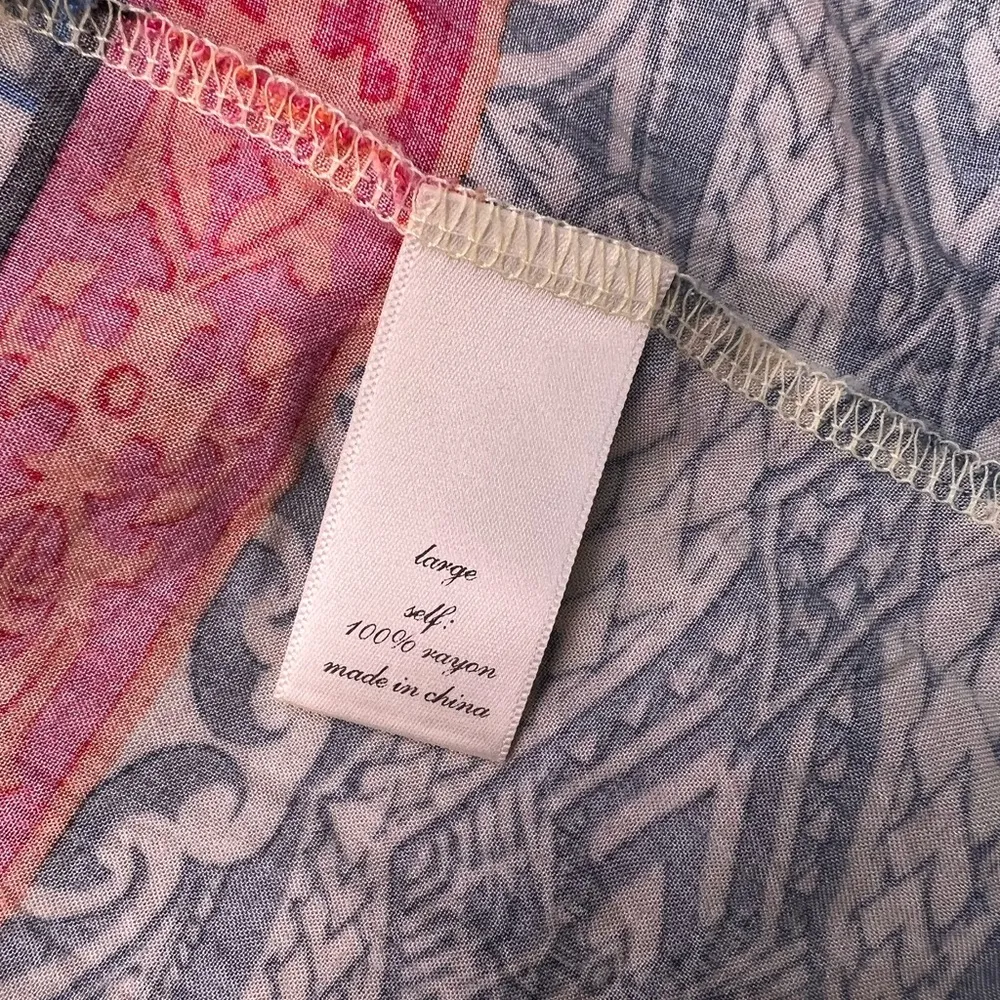 large
self:
100% rayon
made in china